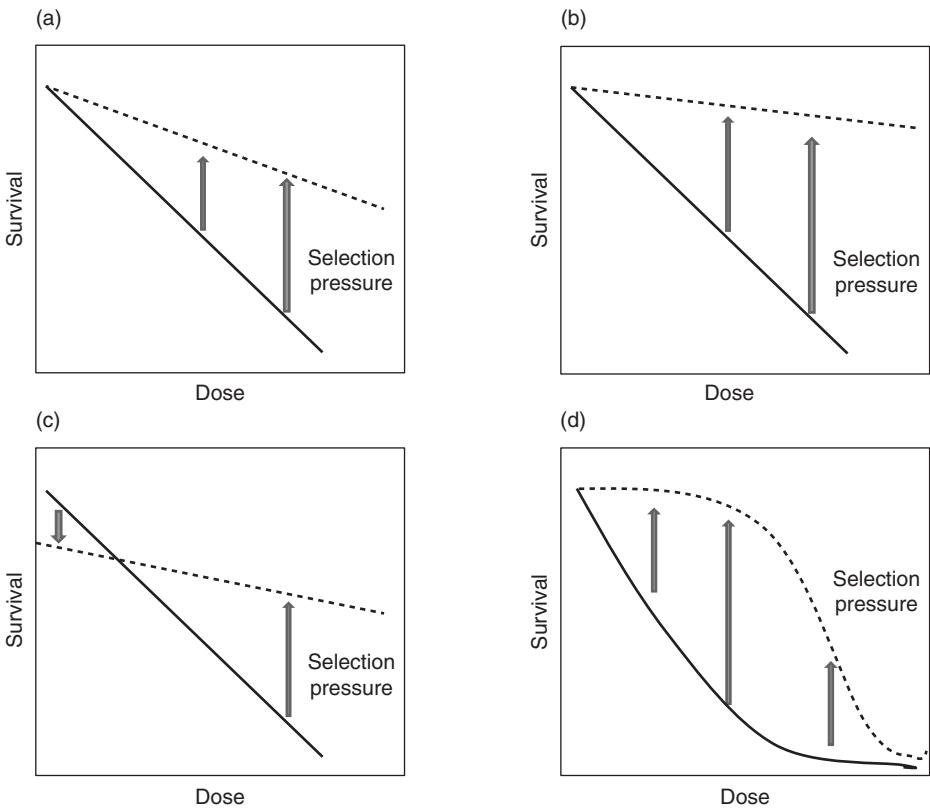 (a)
Survival
Selection
pressure
Dose
(b)
Survival
Selection
pressure
Dose
(c)
Survival
Selection
pressure
Dose
(d)
Survival
Selection
pressure
Dose